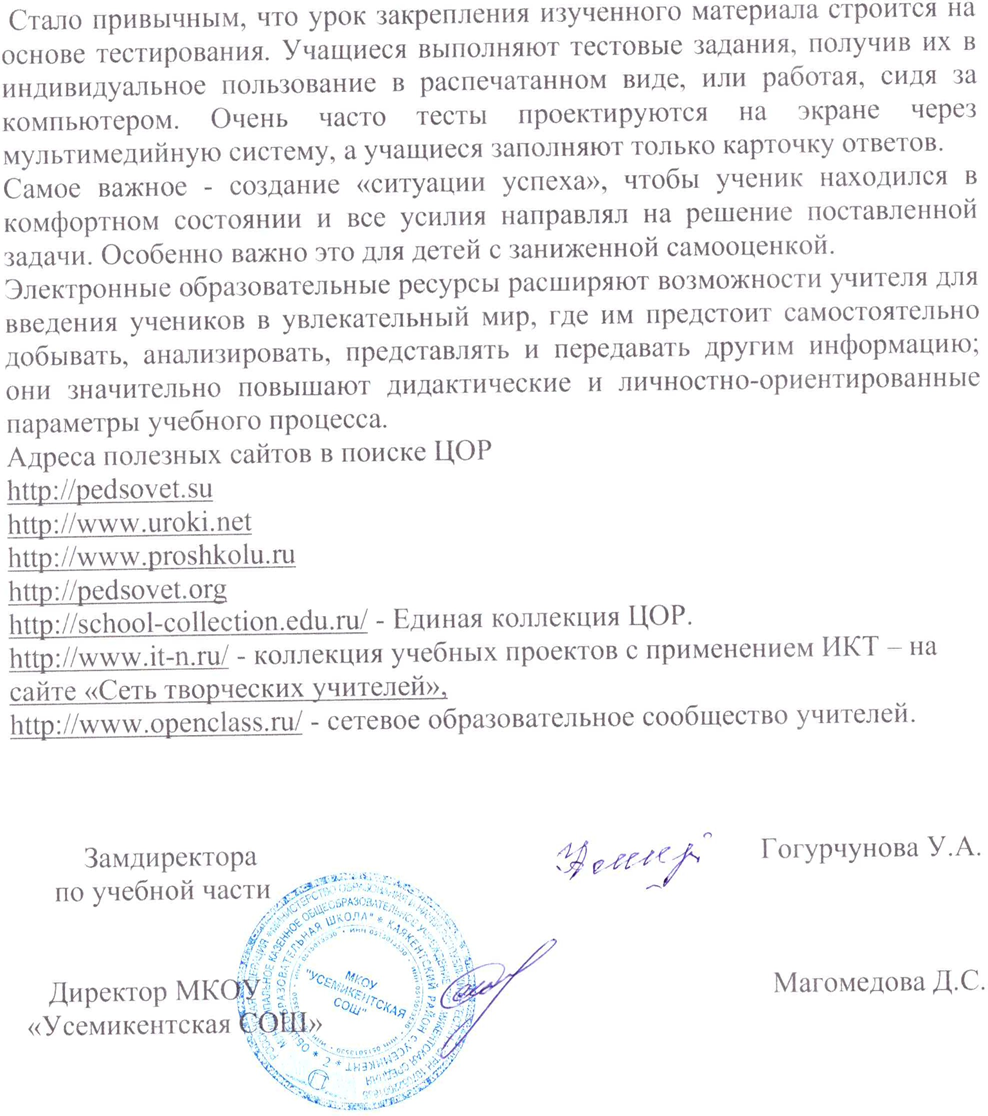 Стало привычным, что урок закрепления изученного материала строится на
основе тестирования. Учащиеся выполняют тестовые задания, получив их в
индивидуальное пользование в распечатанном виде, или работая, сидя за
компьютером. Очень часто тесты проектируются на экране через
мультимедийную систему, а учащиеся заполняют только карточку ответов.
Самое важное - создание «ситуации успеха», чтобы ученик находился в
комфортном состоянии и все усилия направлял на решение поставленной
задачи. Особенно важно это для детей с заниженной самооценкой.
Электронные образовательные ресурсы расширяют возможности учителя для
введения учеников в увлекательный мир, где им предстоит самостоятельно
добывать, анализировать, представлять и передавать другим информацию;
они значительно повышают дидактические и личностно-ориентированные
параметры учебного процесса.
Адреса полезных сайтов в поиске ЦОР
http://pedsovet.su
http://www.uroki.net
http://www.proshkolu.ru
http://pedsovet.org
http://school-collection.edu.ru/ - Единая коллекция ЦОР.
http://www.it-n.ru/ - коллекция учебных проектов с применением ИКТ – на
сайте «Сеть творческих учителей»,
http://www.openclass.ru/ - сетевое образовательное сообщество учителей.
Замдиректора Гогурчунова У.А.
по учебной части
Директор МКОУ Магомедова Д.С.
«Усемикентская СОШ»
МКОУ
"УСЕМИКЕНТСКАЯ
СОШ"
КАЯКЕНТСКИЙ РАЙОН С.УСЕМИКЕНТ